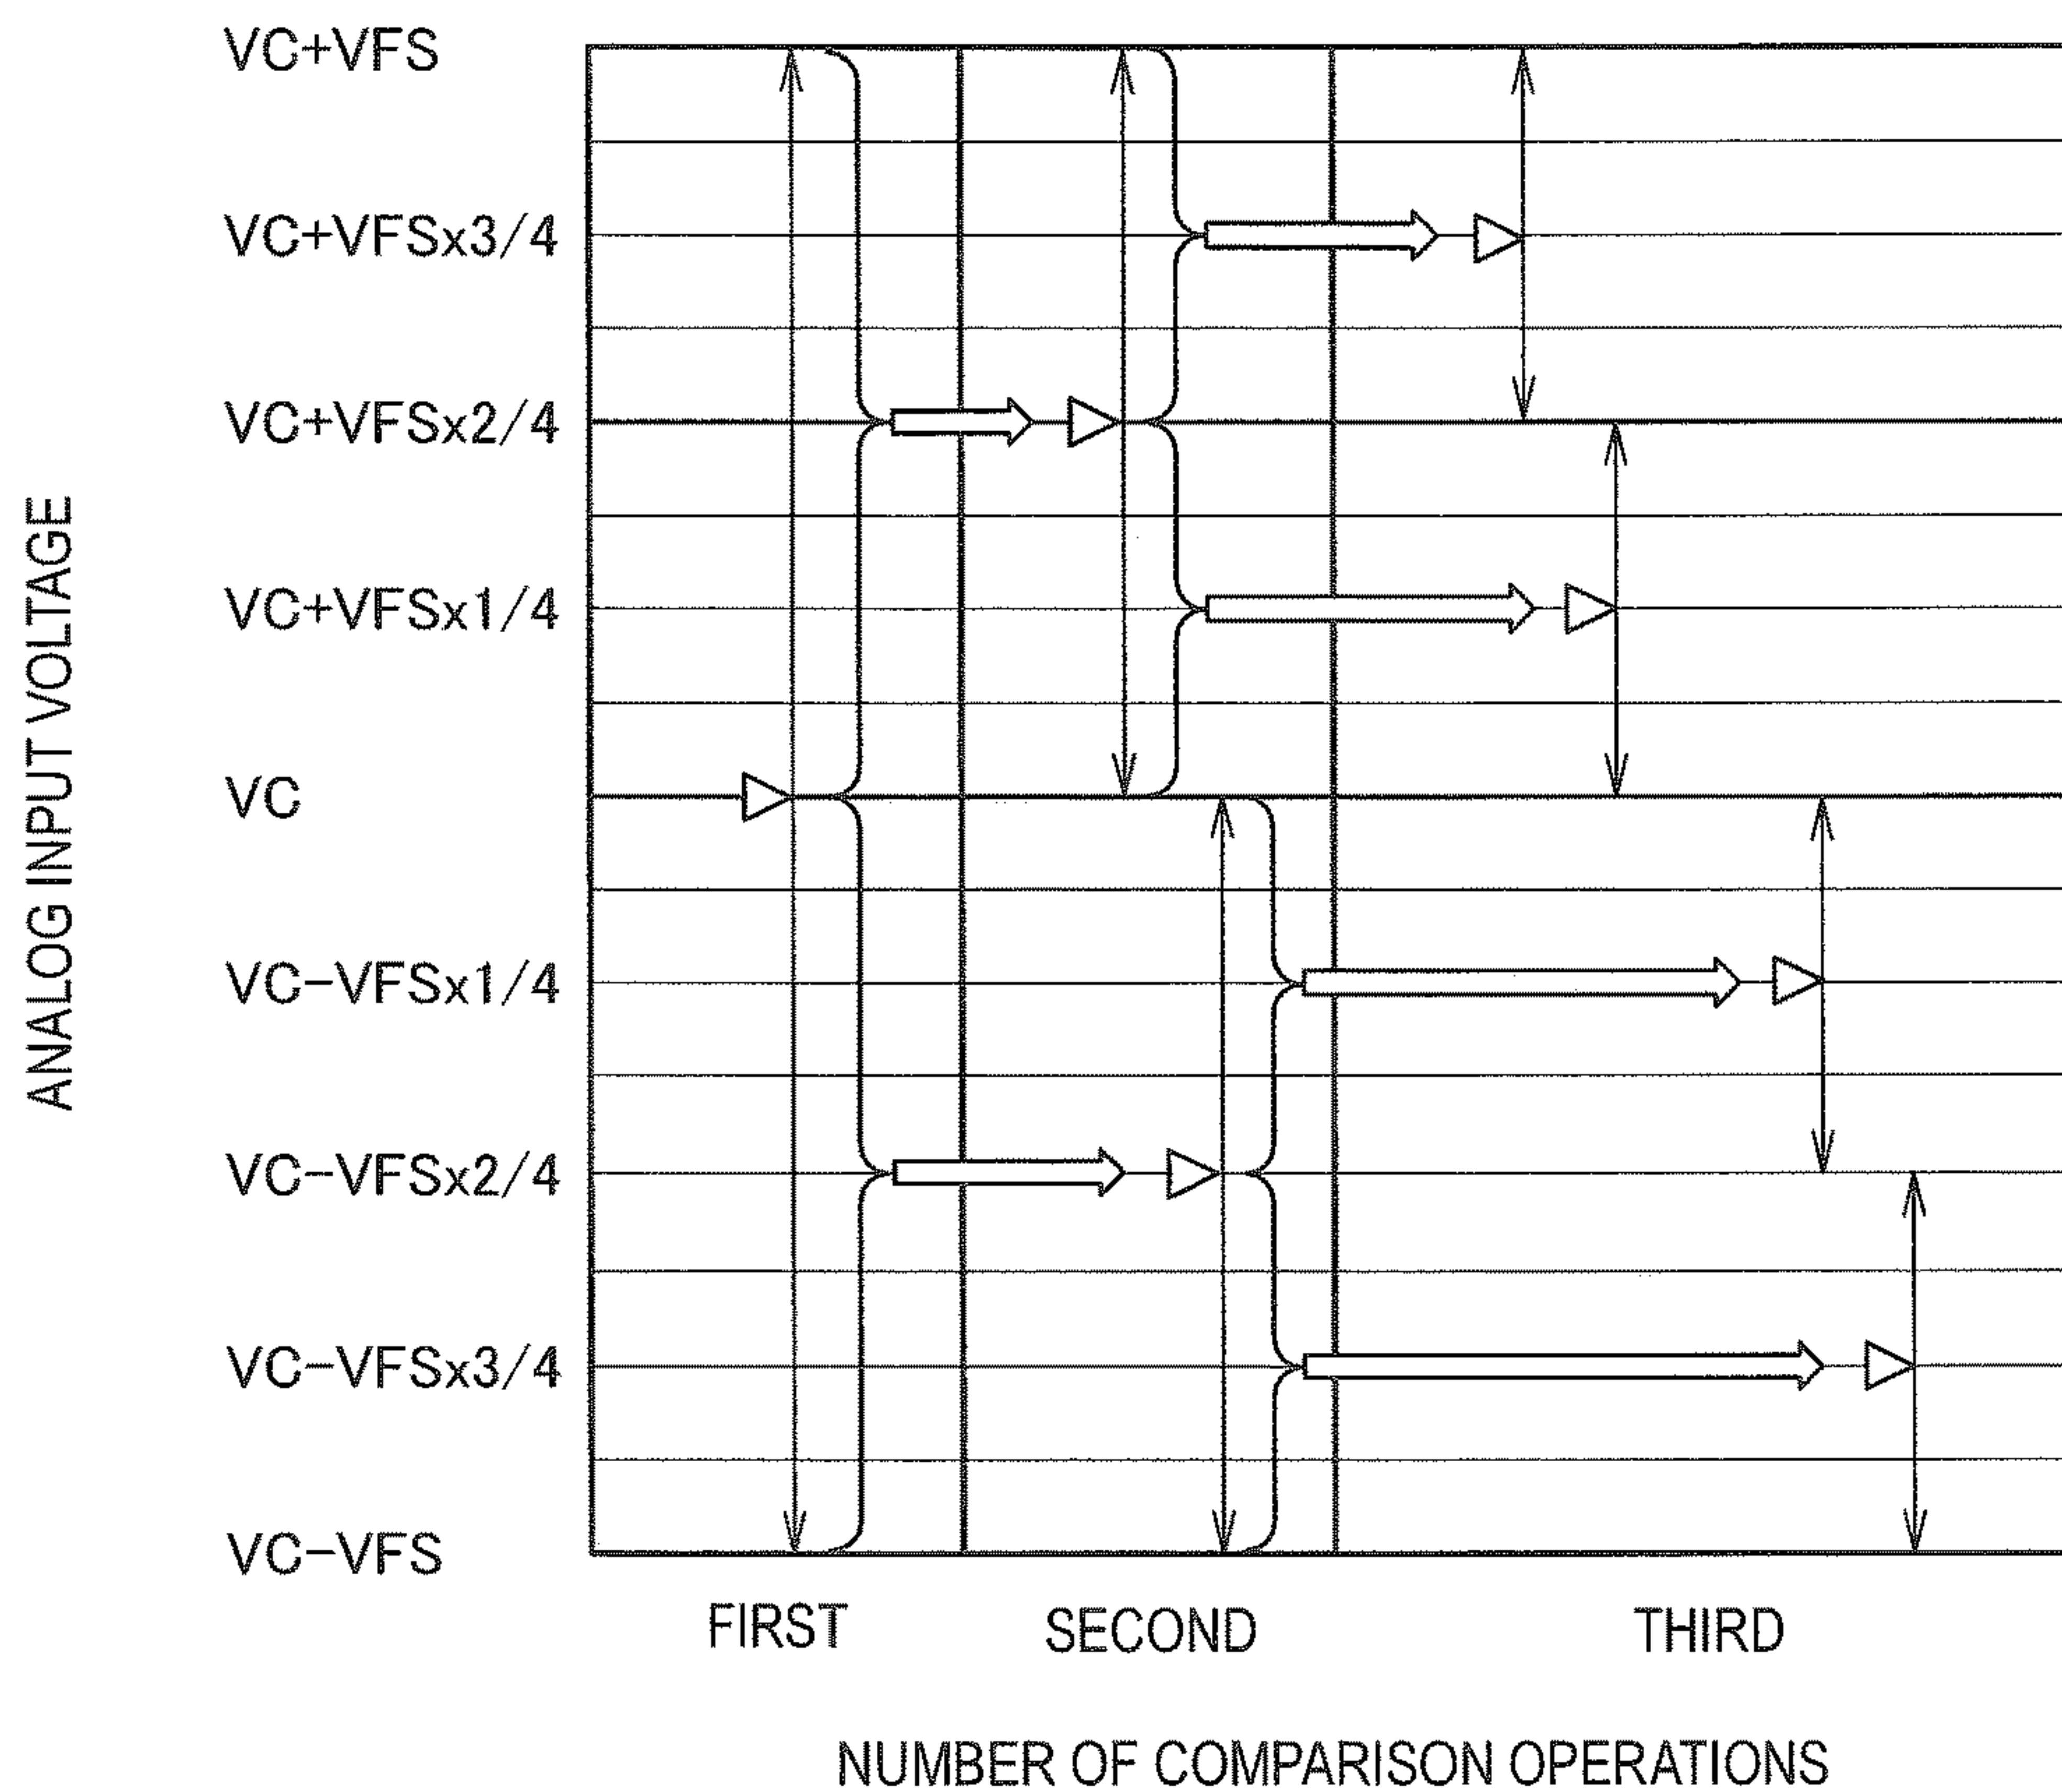 VC+VFS
VC+VFSx3/4
VC+VFSx2/4
VC+VFSx1/4
VC
VC-VFSx1/4
VC-VFSx2/4
VC-VFSx3/4
VC-VFS
ANALOG INPUT VOLTAGE
FIRST
SECOND
THIRD
NUMBER OF COMPARISON OPERATIONS